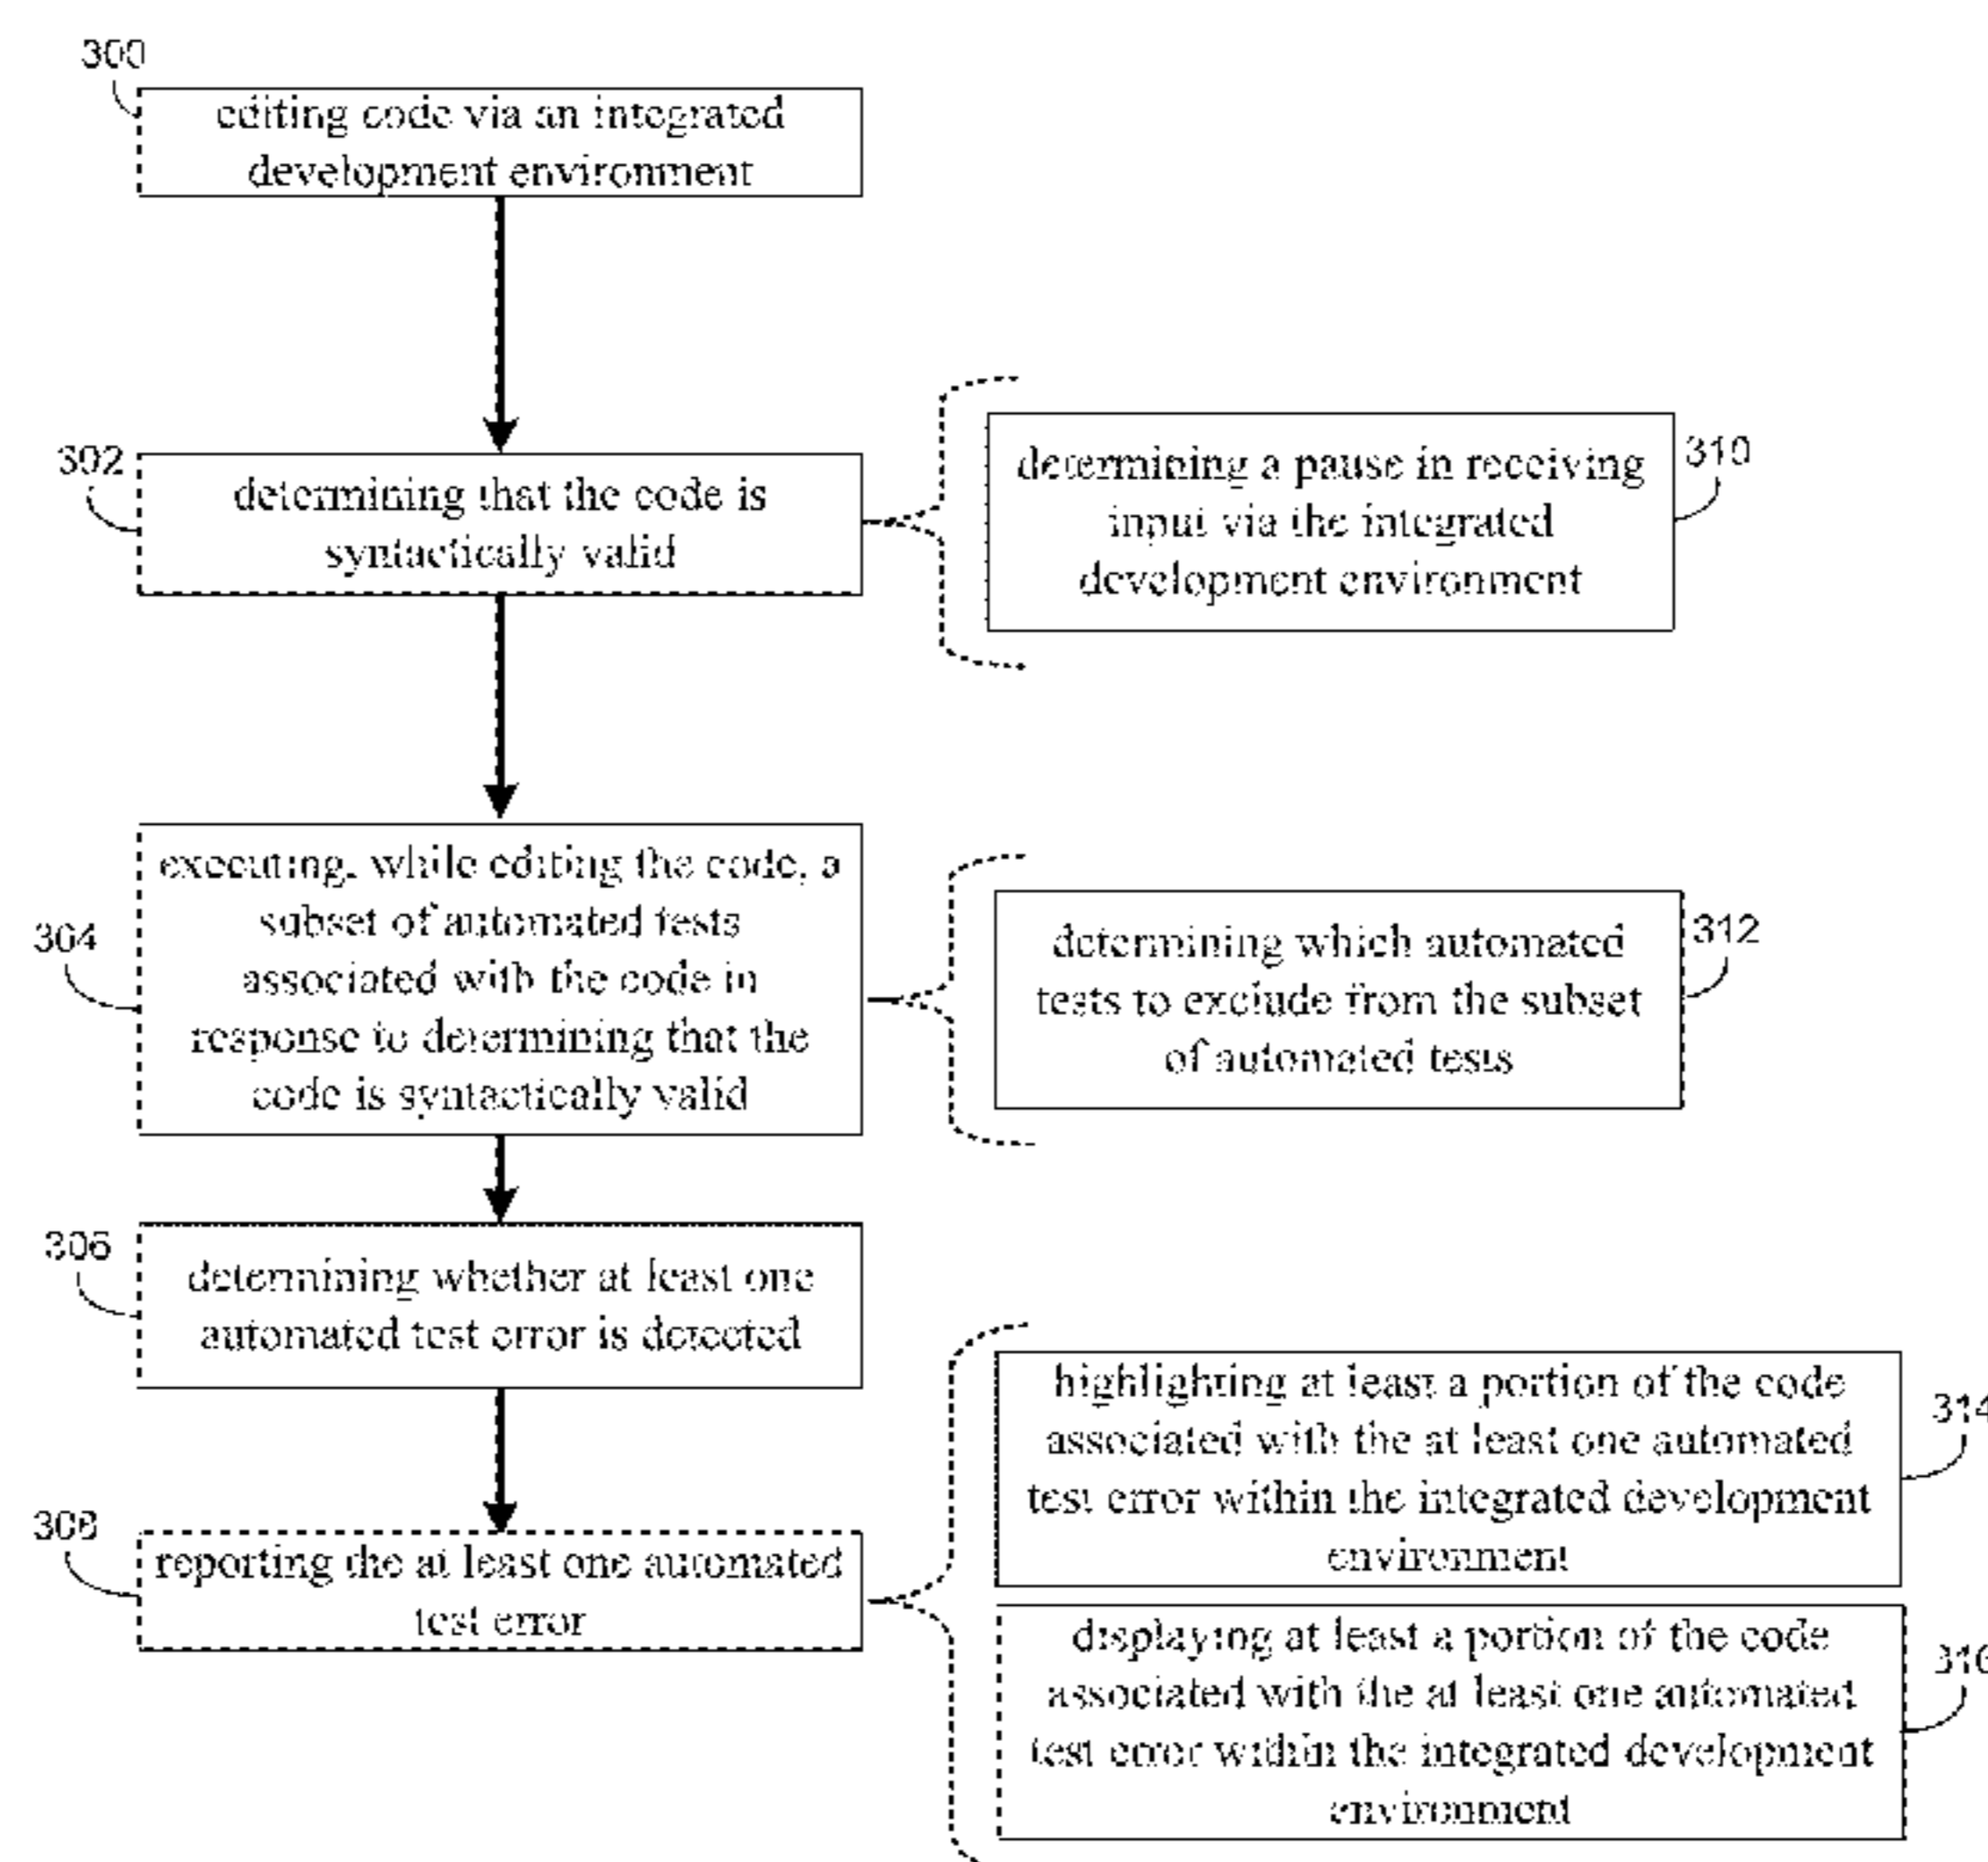 300
editing code via an integrated
development environment
302
determining that the code is
syntactically valid
determining a pause in receiving
input via the integrated
development environment
310
304
executing, while editing the code, a
subset of automated tests
associated with the code in
response to determining that the
code is syntactically valid
determining which automated
tests to exclude from the subset
of automated tests
312
306
determining whether at least one
automated test error is detected
308
reporting the at least one automated
test error
highlighting at least a portion of the code
associated with the at least one automated
test error within the integrated development
environment
314
displaying at least a portion of the code
associated with the at least one automated
test error within the integrated development
environment
316